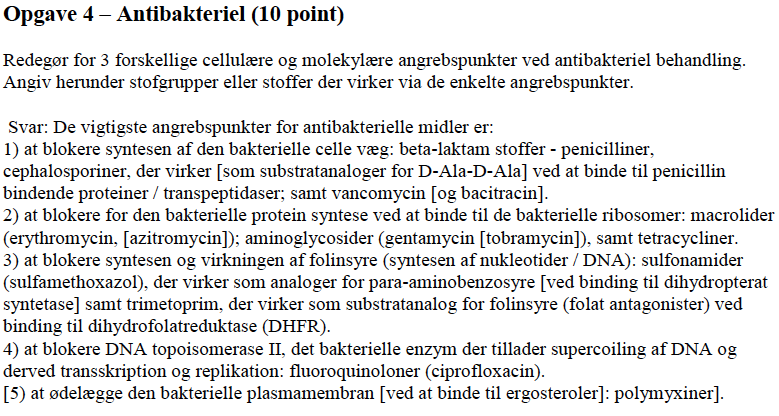 Opgave 4 – Antibakteriel (10 point)
Redegør for 3 forskellige cellulære og molekylære angrebspunkter ved antibakteriel behandling.
Angiv herunder stofgrupper eller stoffer der virker via de enkelte angrebspunkter.
Svar: De vigtigste angrebspunkter for antibakterielle midler er:
1) at blokere syntesen af den bakterielle celle væg: beta-laktam stoffer - penicilliner,
cephalosporiner, der virker [som substratanaloger for D-Ala-D-Ala] ved at binde til penicillin
bindende proteiner / transpeptidaser; samt vancomycin [og bacitracin].
2) at blokere for den bakterielle protein syntese ved at binde til de bakterielle ribosomer: macrolider
(erythromycin, [azitromycin]); aminoglycosider (gentamycin [tobramycin]), samt tetracycliner.
3) at blokere syntesen og virkningen af folinsyre (syntesen af nukleotider / DNA): sulfonamider
(sulfamethoxazol), der virker som analoger for para-aminobenzosyre [ved binding til dihydropterat
syntetase] samt trimetoprim, der virker som substratanalog for folinsyre (folat antagonister) ved
binding til dihydrofolatreduktase (DHFR).
4) at blokere DNA topoisomerase II, det bakterielle enzym der tillader supercoiling af DNA og
derved transskription og replikation: fluoroquinoloner (ciprofloxacin).
[5) at ødelægge den bakterielle plasmamembran [ved at binde til ergosteroler]: polymyxiner].